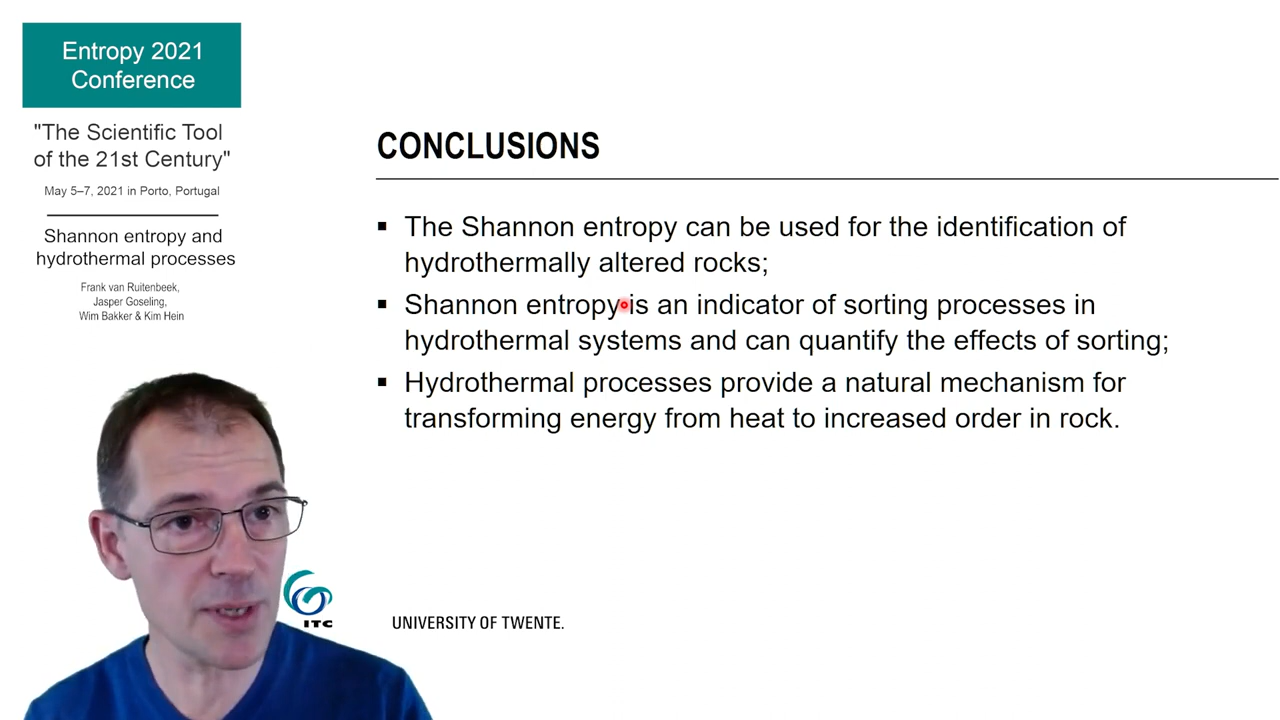 Entropy 2021
Conference
"The Scientific Tool
of the 21st Century"
May 5–7, 2021 in Porto, Portugal
Shannon entropy and
hydrothermal processes
Frank van Ruitenbeek,
Jasper Goseling,
Wim Bakker & Kim Hein
CONCLUSIONS
▪ The Shannon entropy can be used for the identification of
hydrothermally altered rocks;
▪ Shannon entropy is an indicator of sorting processes in
hydrothermal systems and can quantify the effects of sorting;
▪ Hydrothermal processes provide a natural mechanism for
transforming energy from heat to increased order in rock.
ITC
UNIVERSITY OF TWENTE.